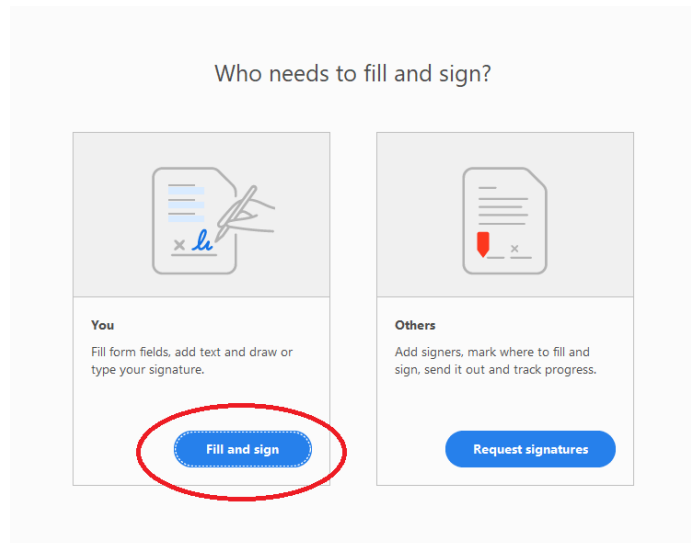 Who needs to fill and sign?
You
Fill form fields, add text and draw or
type your signature.
Fill and sign
Others
Add signers, mark where to fill and
sign, send it out and track progress.
Request signatures